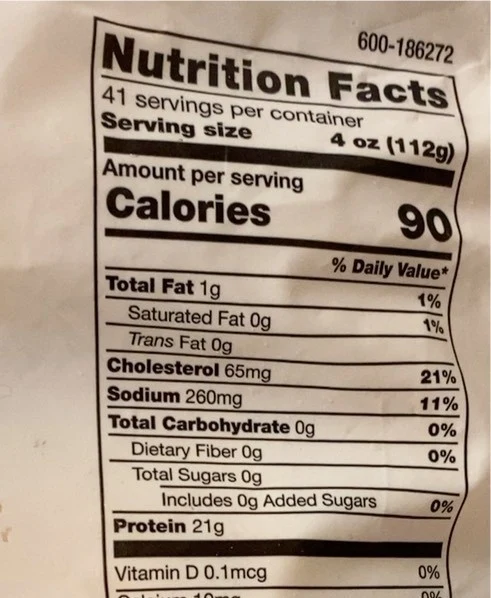 600-186272
Nutrition Facts
41 servings per container
Serving size 4 oz (112g)
Amount per serving
Calories 90
% Daily Value*
Total Fat 1g 1%
Saturated Fat 0g 1%
Trans Fat 0g
Cholesterol 65mg 21%
Sodium 260mg 11%
Total Carbohydrate 0g 0%
Dietary Fiber 0g 0%
Total Sugars 0g
Includes 0g Added Sugars 0%
Protein 21g
Vitamin D 0.1mcg 0%